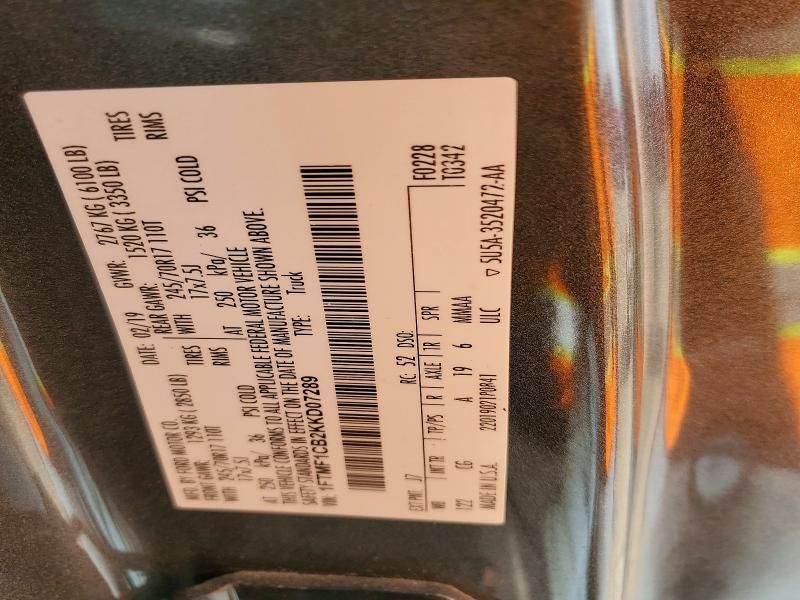 MFD. BY FORD MOTOR CO.
DATE: 02/19 GVWR: 2767 KG ( 6100 LB)
FRONT GAWR: 1293 KG ( 2850 LB) REAR GAWR: 1520 KG ( 3350 LB)
WITH 245/70R17 110T TIRES WITH 245/70R17 110T TIRES
17x7.5J RIMS 17x7.5J RIMS
AT 250 kPa/ 36 PSI COLD AT 250 kPa/ 36 PSI COLD
THIS VEHICLE CONFORMS TO ALL APPLICABLE FEDERAL MOTOR VEHICLE
SAFETY STANDARDS IN EFFECT ON THE DATE OF MANUFACTURE SHOWN ABOVE.
VIN: 1FTMF1CB2KKD07289 TYPE: Truck
F0228
TG342
EXT PNT: J7 RC: 52 DSO:
WB INT TR TP/PS R AXLE TR SPR
122 CG A 19 6 MMAAA
MADE IN U.S.A. ULC
▽ SU5A-3520472-AA